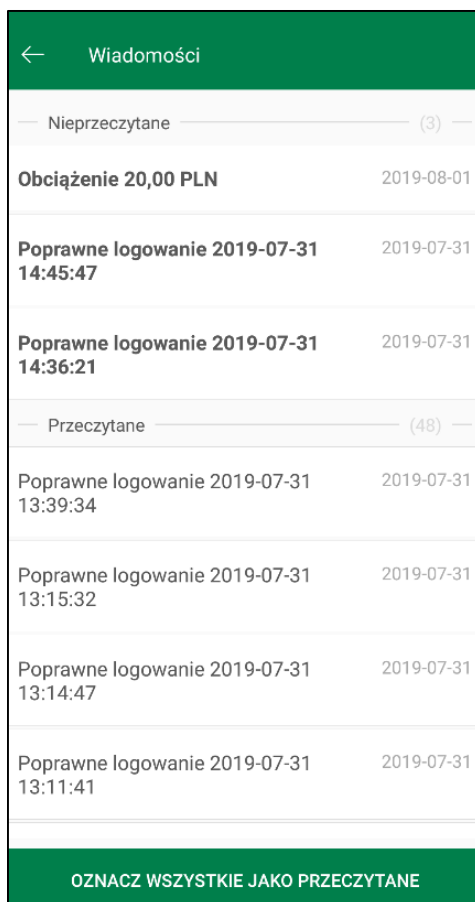 Wiadomości
Nieprzeczytane (3)
Obciążenie 20,00 PLN 2019-08-01
Poprawne logowanie 2019-07-31 2019-07-31
14:45:47
Poprawne logowanie 2019-07-31 2019-07-31
14:36:21
Przeczytane (48)
Poprawne logowanie 2019-07-31 2019-07-31
13:39:34
Poprawne logowanie 2019-07-31 2019-07-31
13:15:32
Poprawne logowanie 2019-07-31 2019-07-31
13:14:47
Poprawne logowanie 2019-07-31 2019-07-31
13:11:41
OZNACZ WSZYSTKIE JAKO PRZECZYTANE